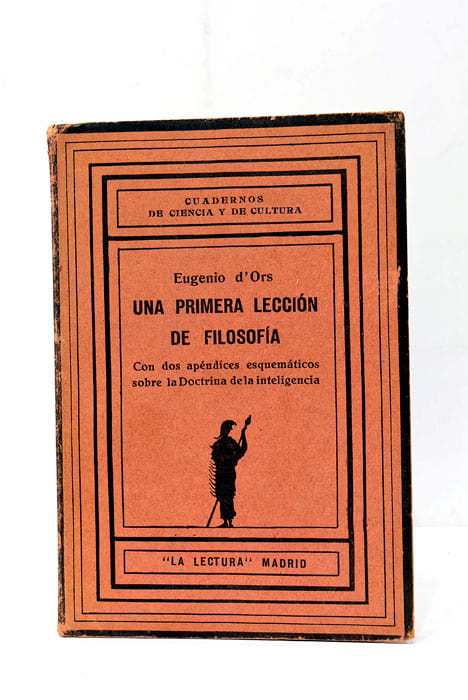 CUADERNOS
DE CIENCIA Y DE CULTURA
Eugenio d'Ors
UNA PRIMERA LECCIÓN
DE FILOSOFÍA
Con dos apéndices esquemáticos
sobre la Doctrina de la inteligencia
"LA LECTURA" MADRID